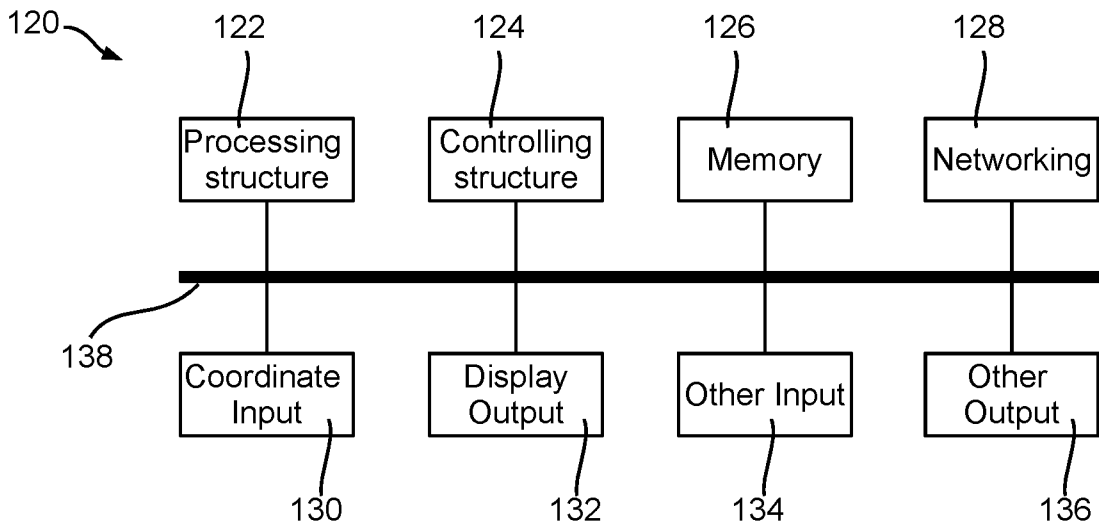 120
122
124
126
128
Processing
structure
Controlling
structure
Memory
Networking
138
Coordinate
Input
Display
Output
Other Input
Other
Output
130
132
134
136